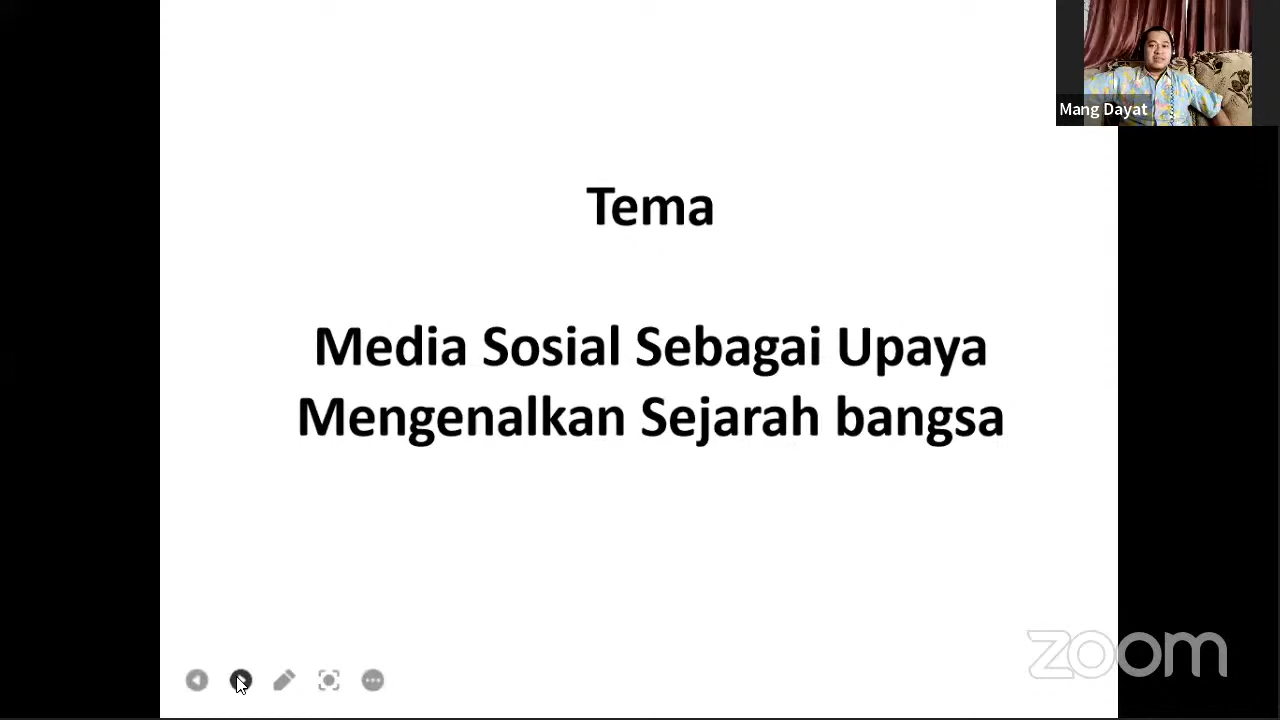 Mang Dayat
Tema
Media Sosial Sebagai Upaya
Mengenalkan Sejarah bangsa
zoom